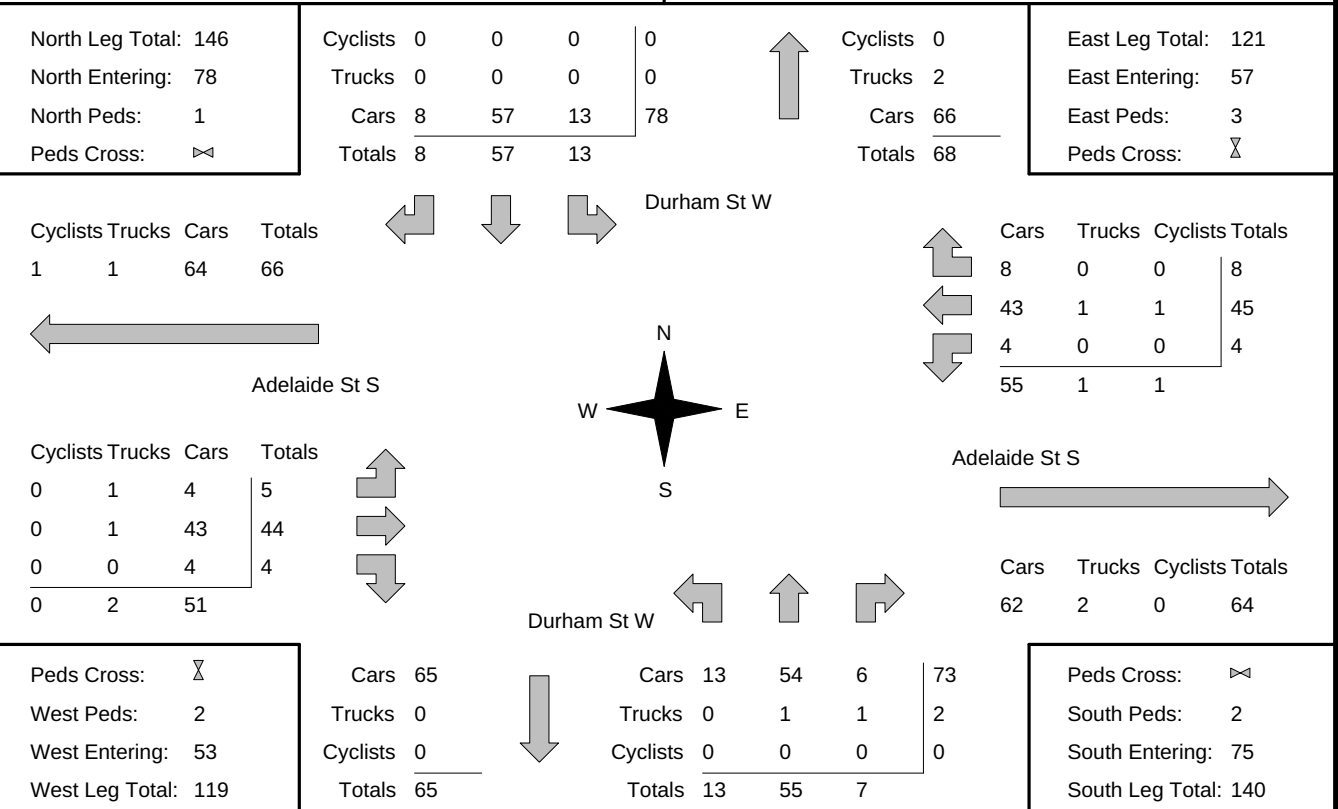 North Leg Total: 146 Cyclists 0 0 0 0 Cyclists 0 East Leg Total: 121
North Entering: 78 Trucks 0 0 0 0 Trucks 2 East Entering: 57
North Peds: 1 Cars 8 57 13 78 Cars 66 East Peds: 3
Peds Cross: Totals 8 57 13 Totals 68 Peds Cross:
Durham St W
Cyclists Trucks Cars Totals Cars Trucks Cyclists Totals
1 1 64 66 8 0 0 8
43 1 1 45
N
4 0 0 4
Adelaide St S 55 1 1
W E
Cyclists Trucks Cars Totals Adelaide St S
0 1 4 5 S
0 1 43 44
0 0 4 4 Cars Trucks Cyclists Totals
0 2 51 62 2 0 64
Durham St W
Peds Cross: Cars 65 Cars 13 54 6 73 Peds Cross:
West Peds: 2 Trucks 0 Trucks 0 1 1 2 South Peds: 2
West Entering: 53 Cyclists 0 Cyclists 0 0 0 0 South Entering: 75
West Leg Total: 119 Totals 65 Totals 13 55 7 South Leg Total: 140